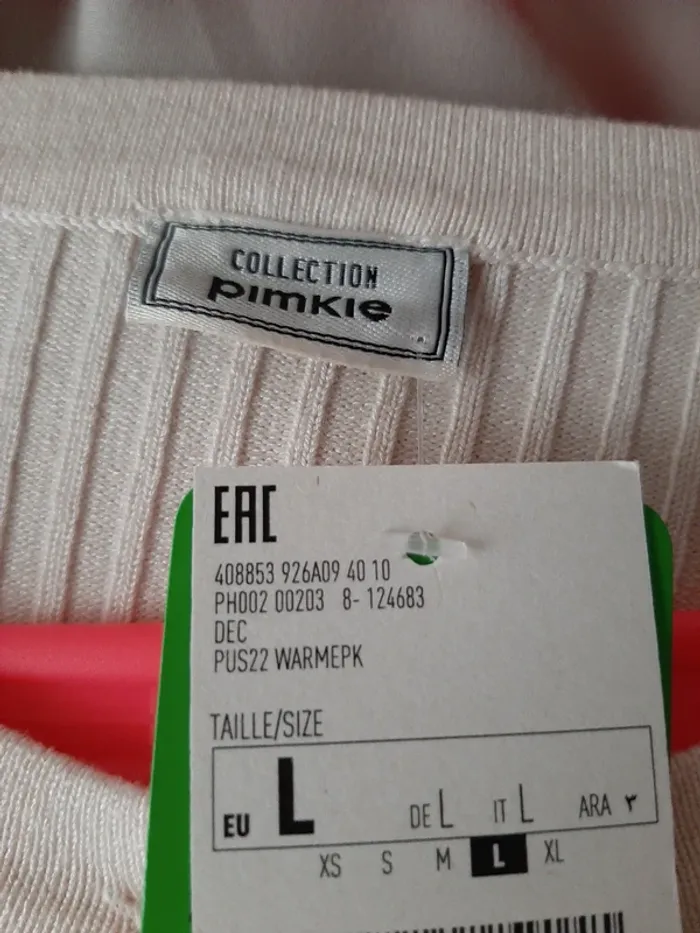 COLLECTION
pimkie
EAC
408853 926A09 40 10
PH002 00203 8- 124683
DEC
PUS22 WARMEPK
TAILLE/SIZE
EU L DE L IT L ARA ٣
XS S M L XL